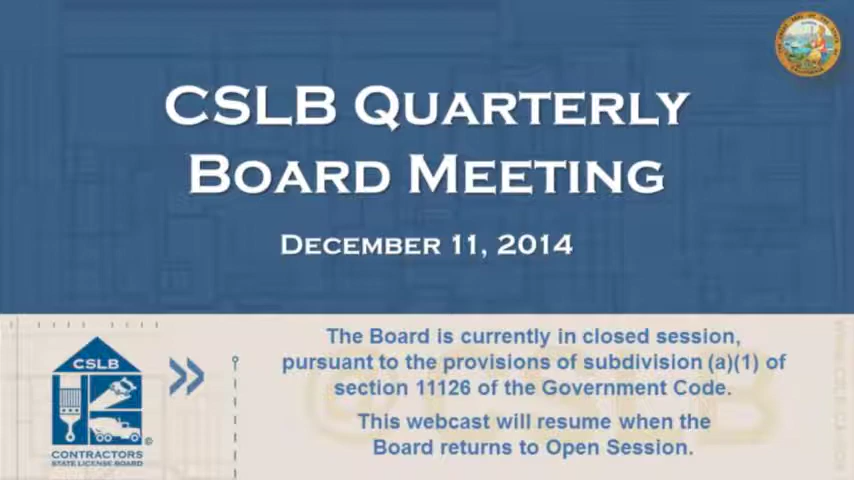 CSLB QUARTERLY
BOARD MEETING
DECEMBER 11, 2014
The Board is currently in closed session,
pursuant to the provisions of subdivision (a)(1) of
section 11126 of the Government Code.
This webcast will resume when the
Board returns to Open Session.
CSLB
CONTRACTORS
STATE LICENSE BOARD